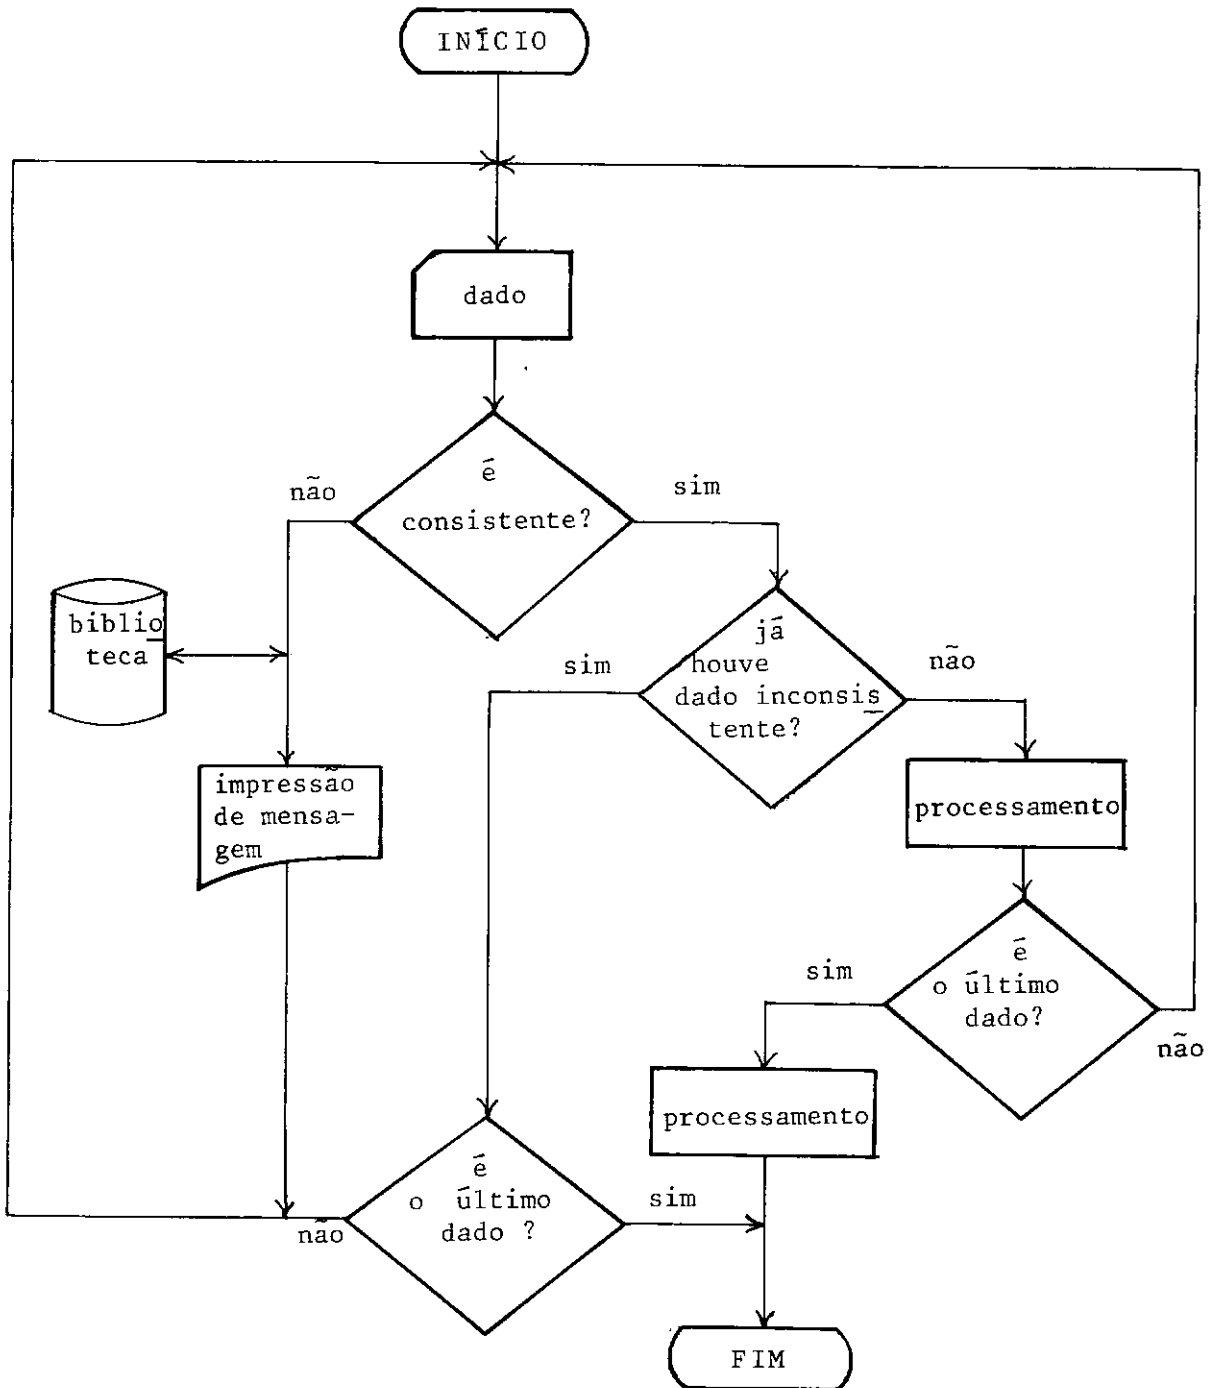 INÍCIO
dado
é
consistente?
não
sim
biblio
teca
já
houve
dado inconsis
tente?
sim
não
impressão
de mensa-
gem
processamento
é
o último
dado?
sim
não
processamento
é
o último
dado ?
não
sim
FIM